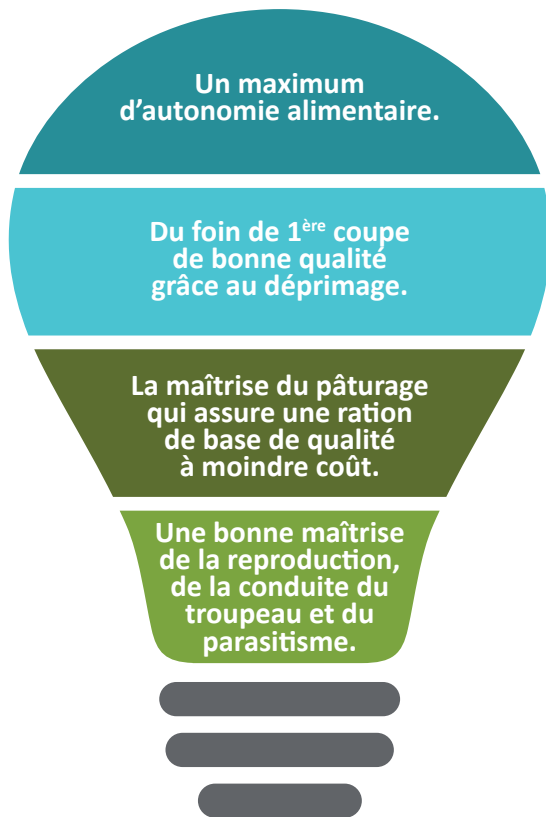 Un maximum
d'autonomie alimentaire.
Du foin de 1ère coupe
de bonne qualité
grâce au déprimage.
La maîtrise du pâturage
qui assure une ration
de base de qualité
à moindre coût.
Une bonne maîtrise
de la reproduction,
de la conduite du
troupeau et du
parasitisme.